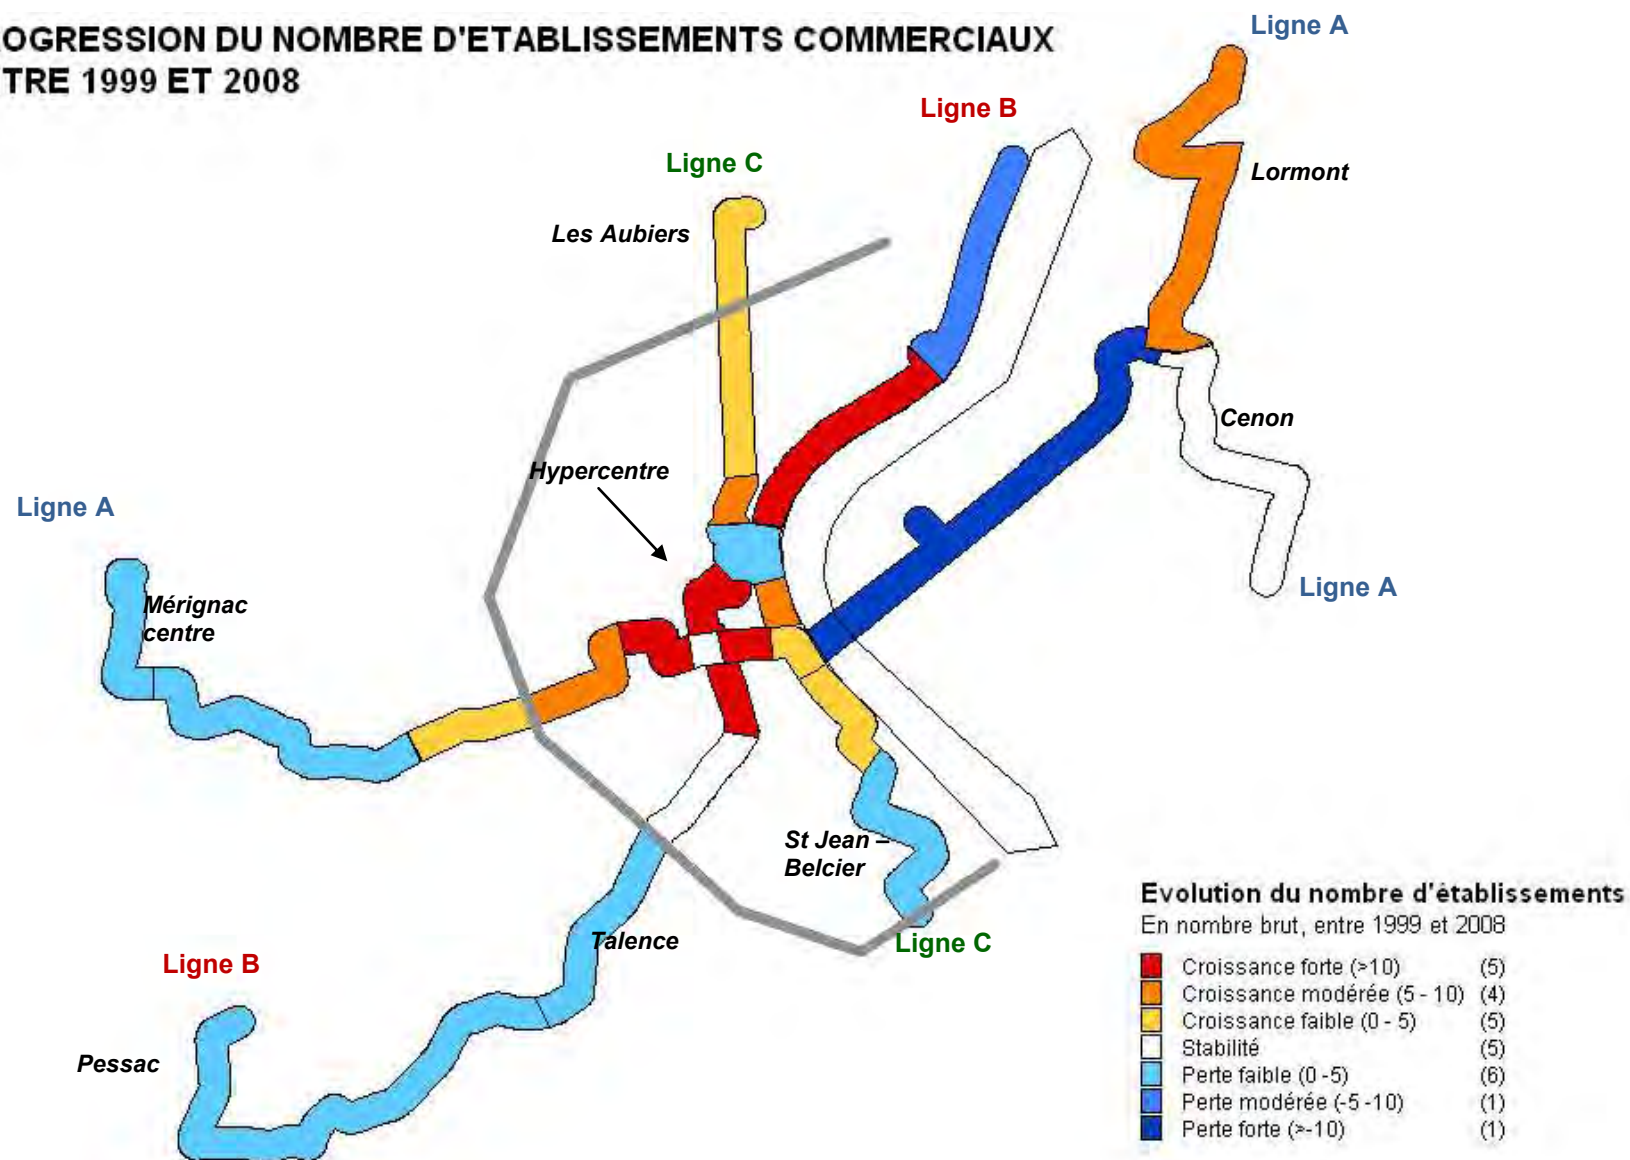 OGRESSION DU NOMBRE D'ETABLISSEMENTS COMMERCIAUX
TRE 1999 ET 2008
Ligne A
Ligne B
Lormont
Ligne C
Les Aubiers
Cenon
Hypercentre
Ligne A
Ligne A
Mérignac
centre
St Jean –
Belcier
Talence
Ligne C
Ligne B
Pessac
Evolution du nombre d'établissements
En nombre brut, entre 1999 et 2008
Croissance forte (>10) (5)
Croissance modérée (5 - 10) (4)
Croissance faible (0 - 5) (5)
Stabilité (5)
Perte faible (0 -5) (6)
Perte modérée (-5 -10) (1)
Perte forte (>-10) (1)